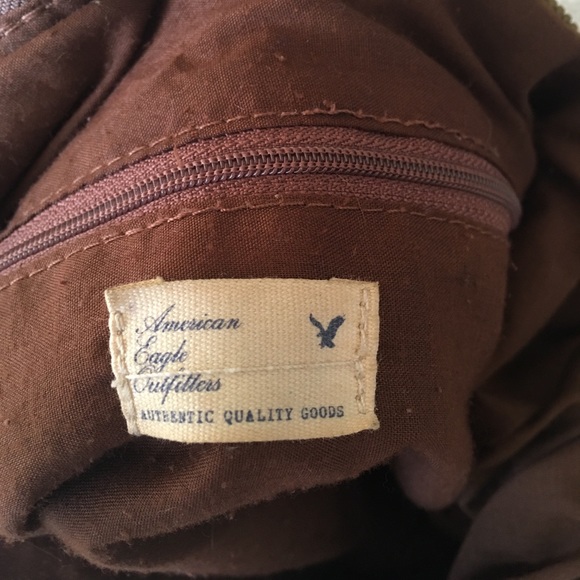 American
Eagle
Outfitters
AUTHENTIC QUALITY GOODS